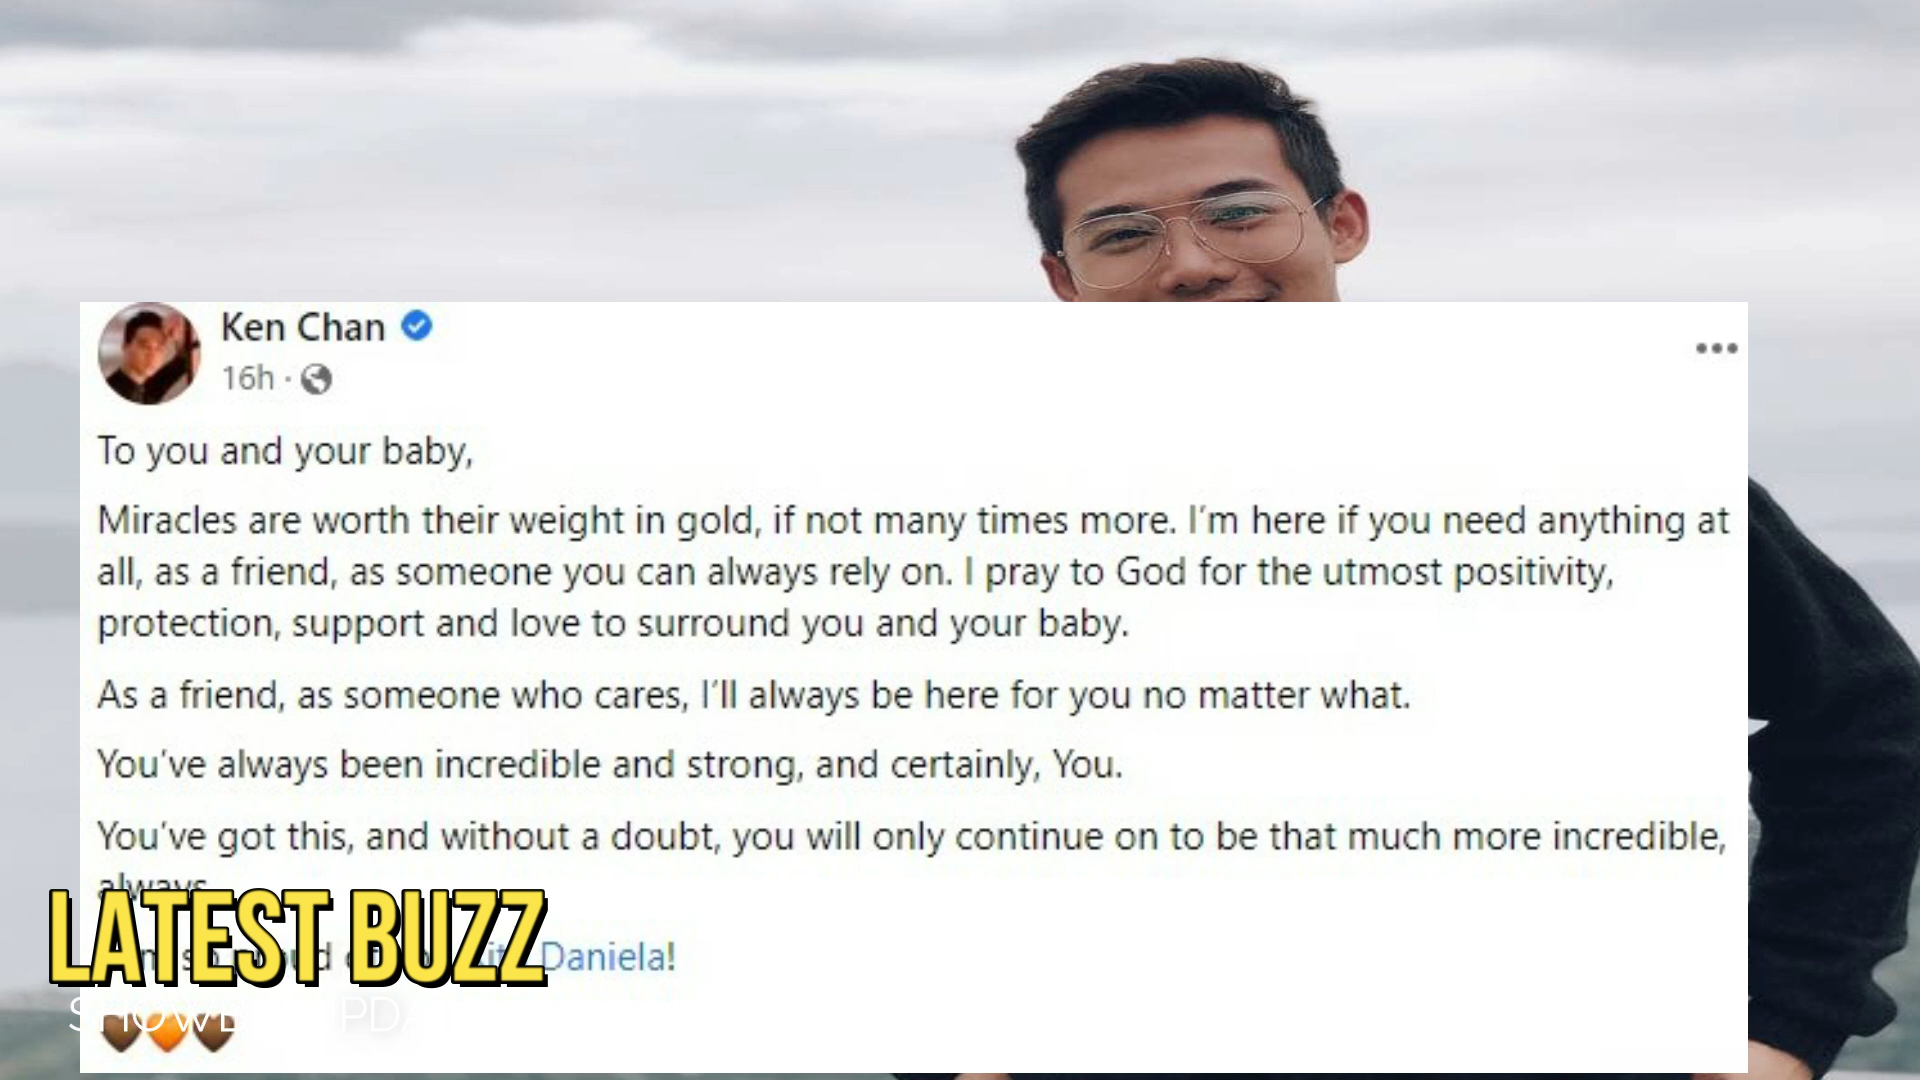 Ken Chan
16h ·
To you and your baby,
Miracles are worth their weight in gold, if not many times more. I'm here if you need anything at
all, as a friend, as someone you can always rely on. I pray to God for the utmost positivity,
protection, support and love to surround you and your baby.
As a friend, as someone who cares, I'll always be here for you no matter what.
You've always been incredible and strong, and certainly, You.
You've got this, and without a doubt, you will only continue on to be that much more incredible,
always
Daniela!
LATEST BUZZ